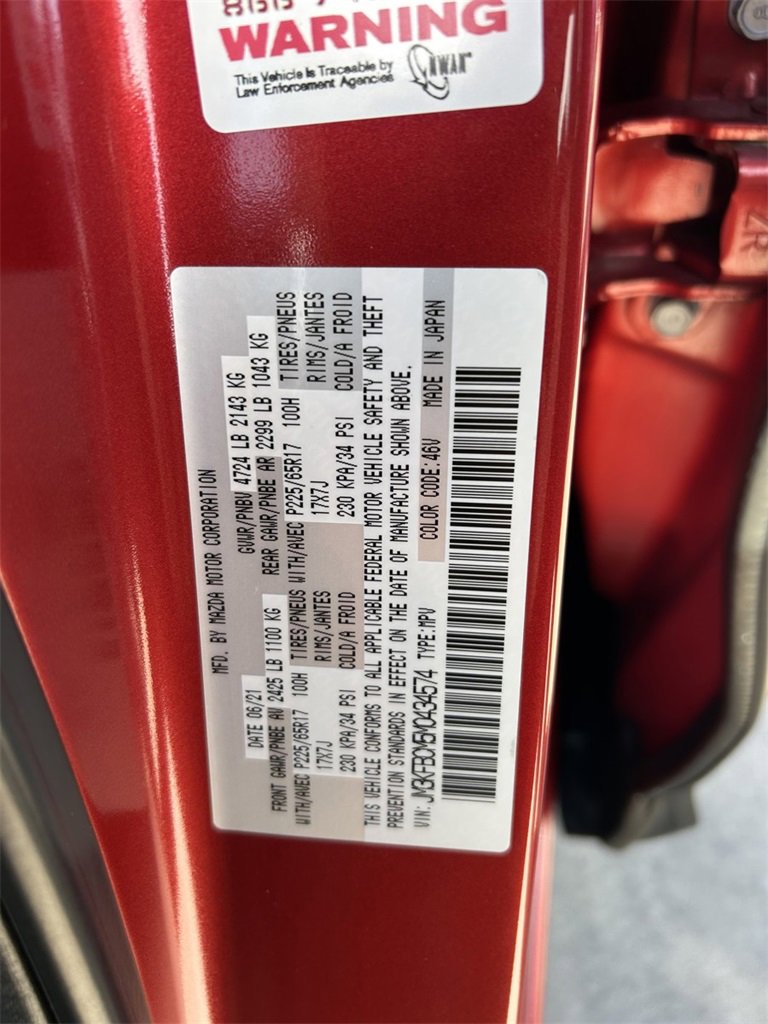 WARNING
This Vehicle Is Traceable by
Law Enforcement Agencies
NWAN
MFD. BY MAZDA MOTOR CORPORATION
DATE 06/21 GVWR/PNBV 4724 LB 2143 KG
FRONT GAWR/PNBE AV 2425 LB 1100 KG REAR GAWR/PNBE AR 2299 LB 1043 KG
WITH/AVEC P225/65R17 100H TIRES/PNEUS WITH/AVEC P225/65R17 100H TIRES/PNEUS
17X7J RIMS/JANTES 17X7J RIMS/JANTES
230 KPA/34 PSI COLD/A FROID 230 KPA/34 PSI COLD/A FROID
THIS VEHICLE CONFORMS TO ALL APPLICABLE FEDERAL MOTOR VEHICLE SAFETY AND THEFT
PREVENTION STANDARDS IN EFFECT ON THE DATE OF MANUFACTURE SHOWN ABOVE.
VIN: JM3KFBCM5M0434574 TYPE:MPV COLOR CODE:46V MADE IN JAPAN
2R